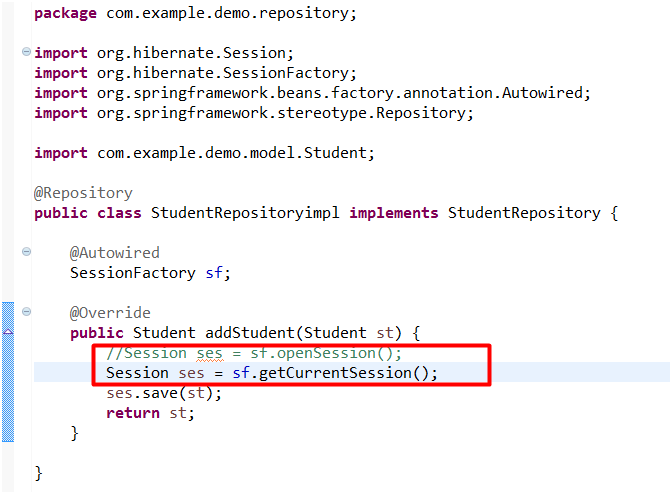 package com.example.demo.repository;
import org.hibernate.Session;
import org.hibernate.SessionFactory;
import org.springframework.beans.factory.annotation.Autowired;
import org.springframework.stereotype.Repository;
import com.example.demo.model.Student;
@Repository
public class StudentRepositoryimpl implements StudentRepository {
@Autowired
SessionFactory sf;
@Override
public Student addStudent(Student st) {
//Session ses = sf.openSession();
Session ses = sf.getCurrentSession();
ses.save(st);
return st;
}
}